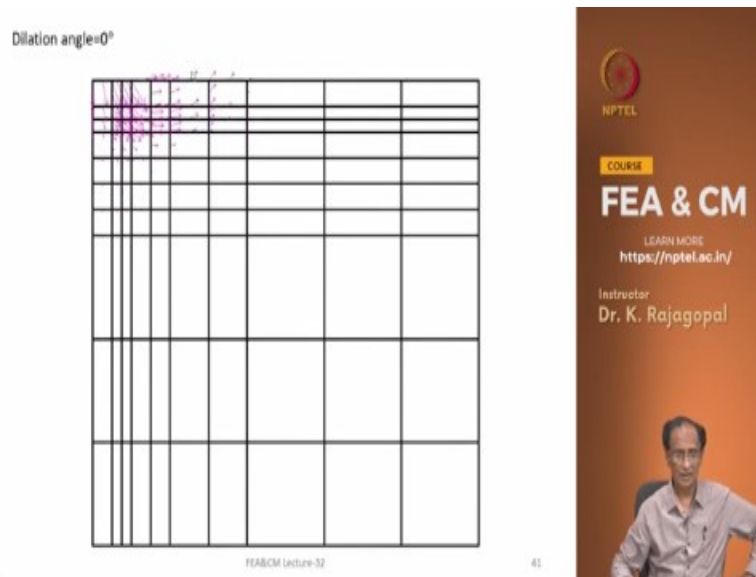 Dilation angle=0°
FEA&CM Lecture-32
41
NPTEL
COURSE
FEA & CM
LEARN MORE
https://nptel.ac.in/
Instructor
Dr. K. Rajagopal